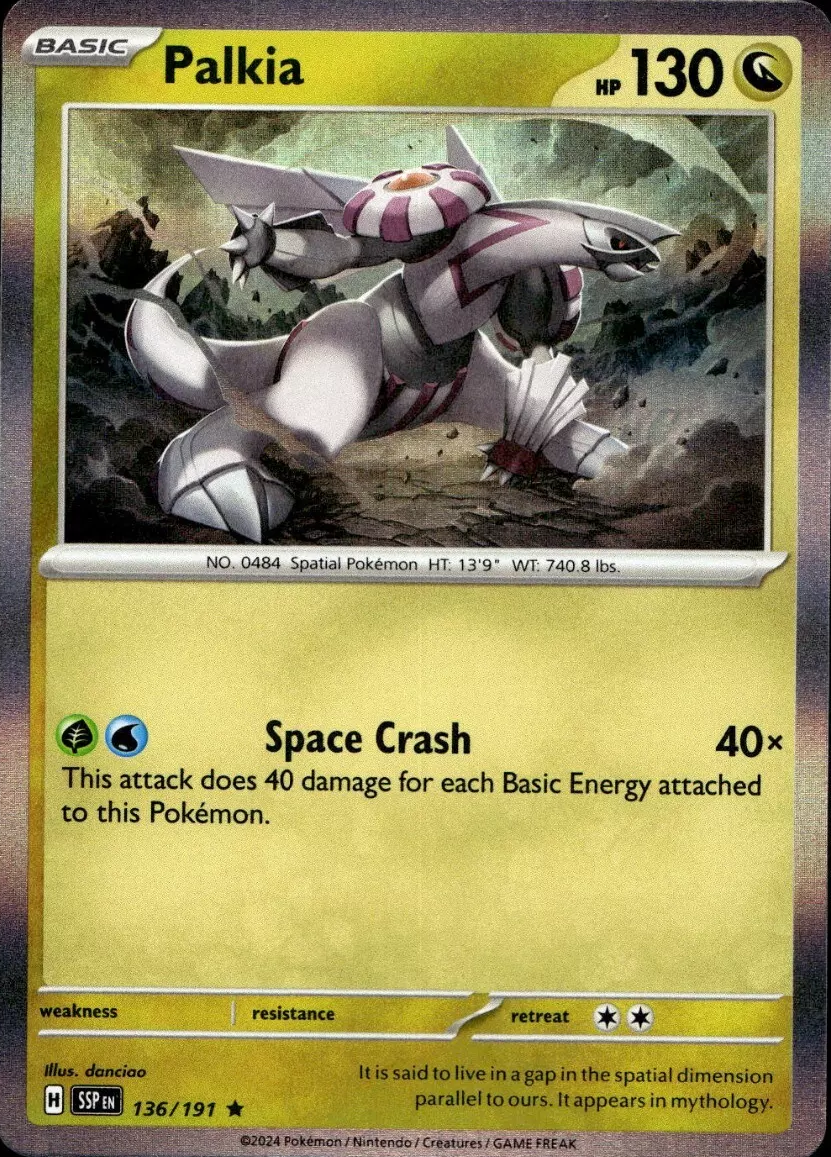 BASIC
Palkia
HP 130
NO. 0484 Spatial Pokémon HT: 13'9" WT: 740.8 lbs.
Space Crash 40×
This attack does 40 damage for each Basic Energy attached
to this Pokémon.
weakness resistance retreat
Illus. danciao
H SSP EN 136/191
It is said to live in a gap in the spatial dimension
parallel to ours. It appears in mythology.
©2024 Pokémon / Nintendo / Creatures / GAME FREAK